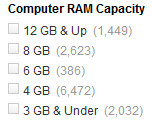 Computer RAM Capacity
12 GB & Up (1,449)
8 GB (2,623)
6 GB (386)
4 GB (6,472)
3 GB & Under (2,032)